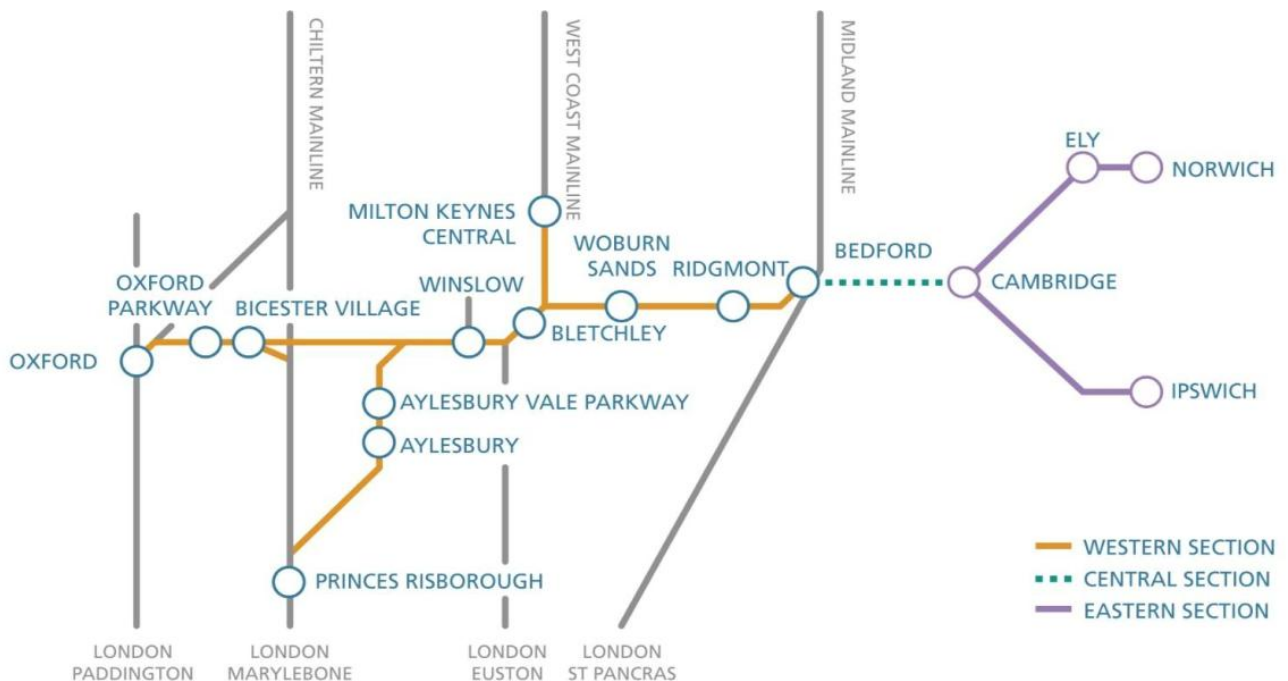 CHILTERN MAINLINE
WEST COAST MAINLINE
MIDLAND MAINLINE
ELY
NORWICH
MILTON KEYNES
CENTRAL
WOBURN
SANDS
RIDGMONT
BEDFORD
OXFORD
PARKWAY
BICESTER VILLAGE
WINSLOW
CAMBRIDGE
BLETCHLEY
OXFORD
AYLESBURY VALE PARKWAY
IPSWICH
AYLESBURY
PRINCES RISBOROUGH
WESTERN SECTION
CENTRAL SECTION
EASTERN SECTION
LONDON
PADDINGTON
LONDON
MARYLEBONE
LONDON
EUSTON
LONDON
ST PANCRAS